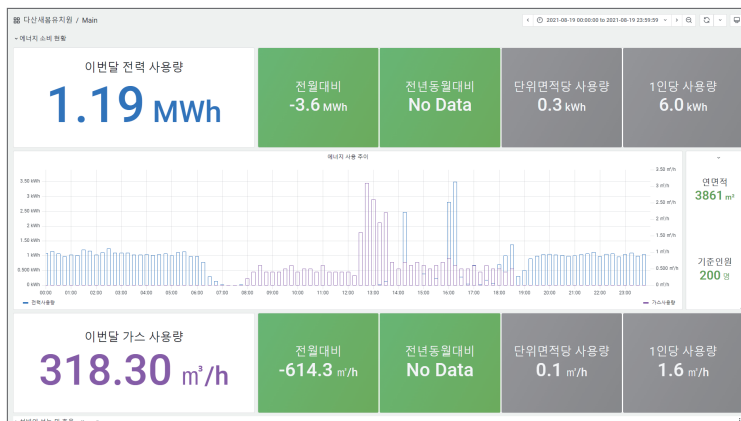 다산새봄유치원 / Main
2021-08-19 00:00:00 to 2021-08-19 23:59:59
에너지 소비 현황
이번달 전력 사용량
1.19 MWh
전월대비
-3.6 MWh
전년동월대비
No Data
단위면적당 사용량
0.3 kWh
1인당 사용량
6.0 kWh
에너지 사용 추이
3.50 kWh
3 kWh
2.50 kWh
2 kWh
1.50 kWh
1 kWh
0.500 kWh
0 kWh
3.50 m³/h
3 m³/h
2.50 m³/h
2 m³/h
1.50 m³/h
1 m³/h
0.500 m³/h
0 m³/h
00:00 01:00 02:00 03:00 04:00 05:00 06:00 07:00 08:00 09:00 10:00 11:00 12:00 13:00 14:00 15:00 16:00 17:00 18:00 19:00 20:00 21:00 22:00 23:00
전력사용량
가스사용량
연면적
3861 m²
기준인원
200 명
이번달 가스 사용량
318.30 m³/h
전월대비
-614.3 m³/h
전년동월대비
No Data
단위면적당 사용량
0.1 m³/h
1인당 사용량
1.6 m³/h